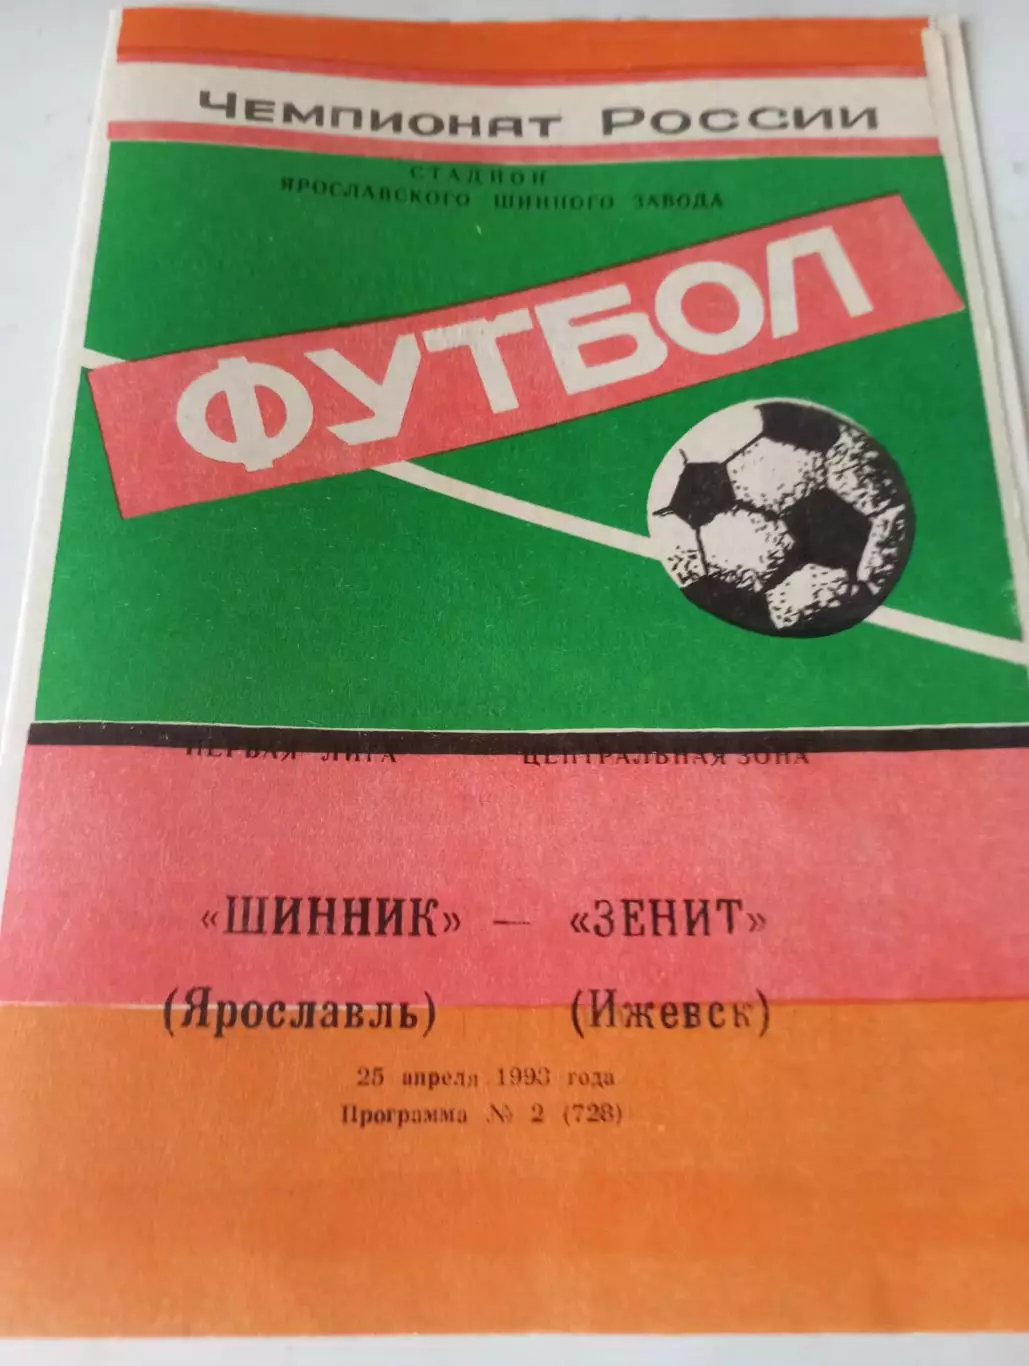 Чемпионат России
СТАДИОН
ЯРОСЛАВСКОГО ШИННОГО ЗАВОДА
ФУТБОЛ
ПЕРВАЯ ЛИГА ЦЕНТРАЛЬНАЯ ЗОНА
«ШИННИК» — «ЗЕНИТ»
(Ярославль) (Ижевск)
25 апреля 1993 года
Программа № 2 (728)